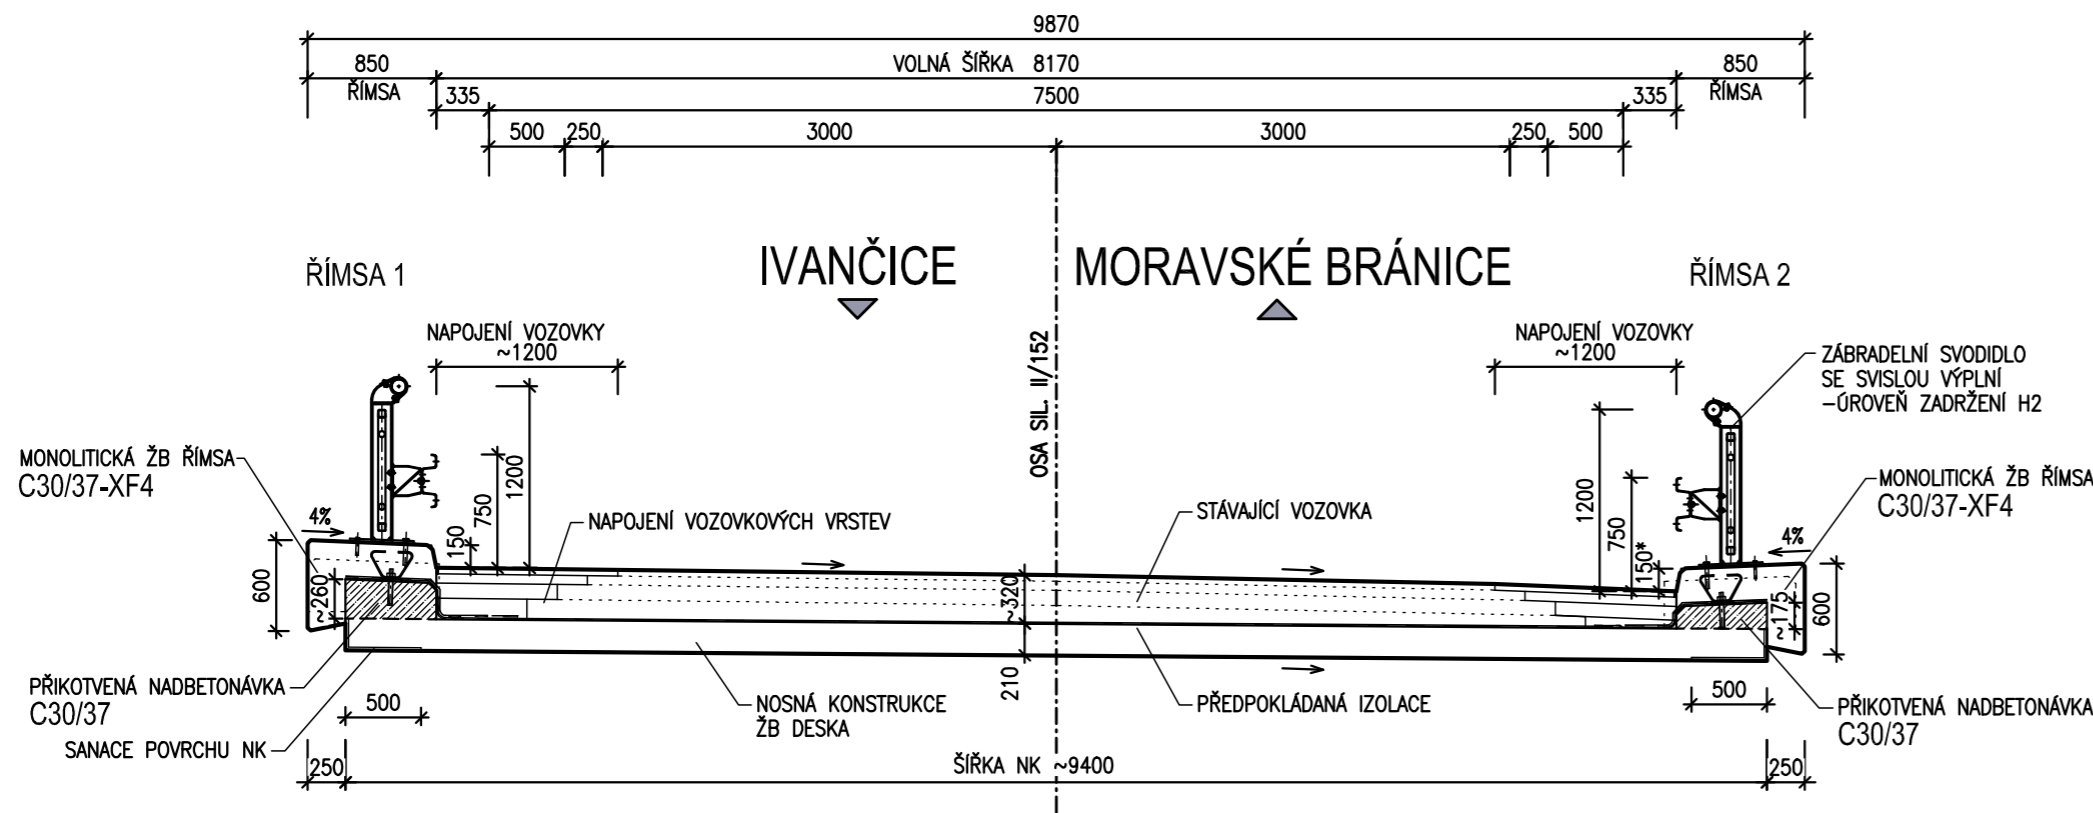 9870
850
VOLNÁ ŠÍŘKA 8170
850
ŘÍMSA
ŘÍMSA
335
7500
335
500
250
3000
3000
250
500
ŘÍMSA 1
IVANČICE
MORAVSKÉ BRÁNICE
ŘÍMSA 2
OSA SIL. II/152
NAPOJENÍ VOZOVKY
~1200
NAPOJENÍ VOZOVKY
~1200
ZÁBRADELNÍ SVODIDLO
SE SVISLOU VÝPLNÍ
-ÚROVEŇ ZADRŽENÍ H2
MONOLITICKÁ ŽB ŘÍMSA
C30/37-XF4
MONOLITICKÁ ŽB ŘÍMSA
C30/37-XF4
4%
150
750
1200
NAPOJENÍ VOZOVKOVÝCH VRSTEV
STÁVAJÍCÍ VOZOVKA
1200
750
150*
4%
600
~260
~320
~175
600
210
PŘIKOTVENÁ NADBETONÁVKA
C30/37
500
SANACE POVRCHU NK
NOSNÁ KONSTRUKCE
ŽB DESKA
PŘEDPOKLÁDANÁ IZOLACE
500
PŘIKOTVENÁ NADBETONÁVKA
C30/37
250
ŠÍŘKA NK ~9400
250